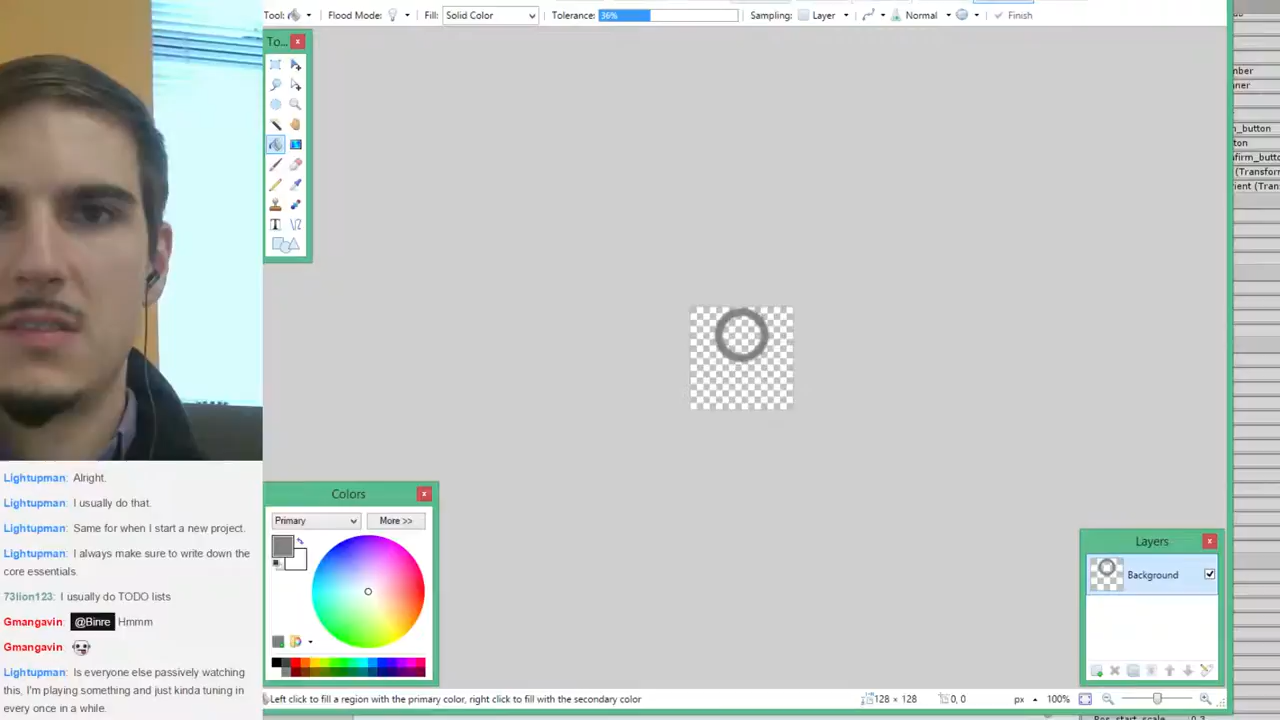 Tool:
Flood Mode:
Fill:
Solid Color
Tolerance:
36%
Sampling:
Layer
Normal
Finish
To...
Colors
Primary
More >>
Layers
Background
Left click to fill a region with the primary color, right click to fill with the secondary color
128 × 128
0, 0
px
100%
Lightupman: Alright.
Lightupman: I usually do that.
Lightupman: Same for when I start a new project.
Lightupman: I always make sure to write down the
core essentials.
73lion123: I usually do TODO lists
Gmangavin: @Binre Hmmm
Gmangavin:
Lightupman: Is everyone else passively watching
this, I'm playing something and just kinda tuning in
every once in a while.